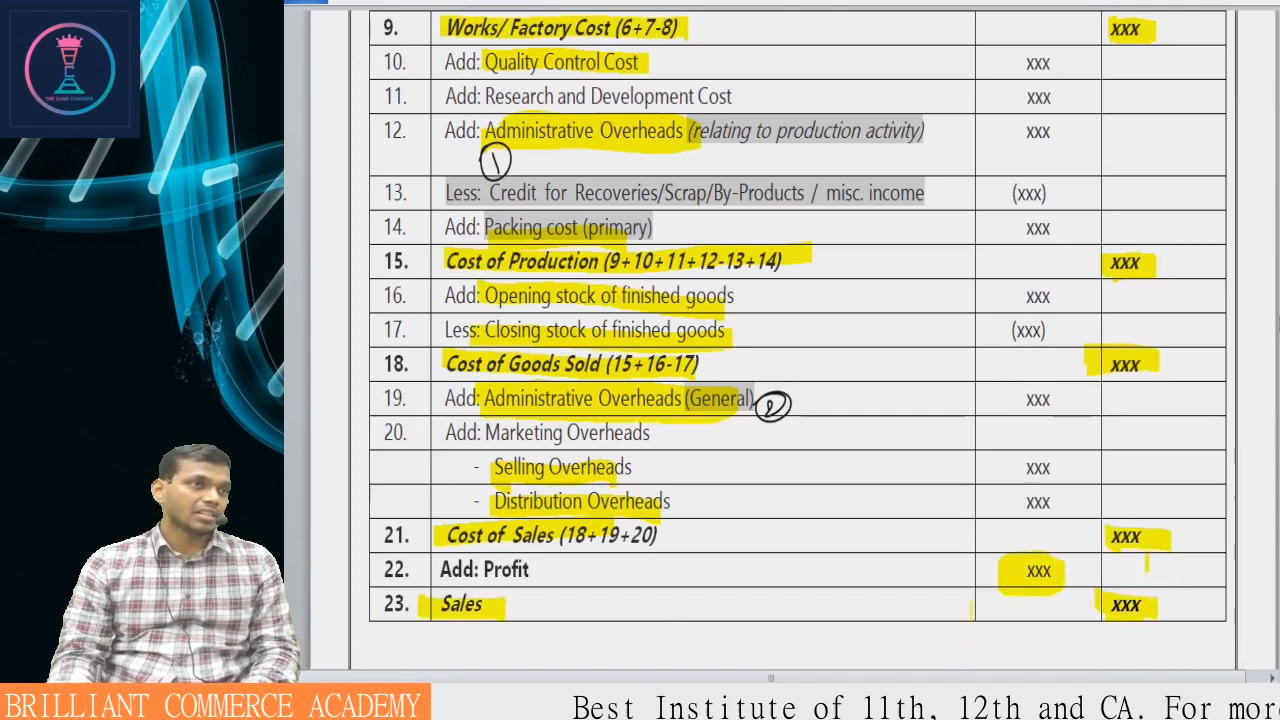 THE GAME CHANGER
9. Works/ Factory Cost (6+7-8) xxx
10. Add: Quality Control Cost xxx
11. Add: Research and Development Cost xxx
12. Add: Administrative Overheads (relating to production activity) xxx
1
13. Less: Credit for Recoveries/Scrap/By-Products / misc. income (xxx)
14. Add: Packing cost (primary) xxx
15. Cost of Production (9+10+11+12-13+14) xxx
16. Add: Opening stock of finished goods xxx
17. Less: Closing stock of finished goods (xxx)
18. Cost of Goods Sold (15+16-17) xxx
19. Add: Administrative Overheads (General) 2 xxx
20. Add: Marketing Overheads
- Selling Overheads xxx
- Distribution Overheads xxx
21. Cost of Sales (18+19+20) xxx
22. Add: Profit xxx
23. Sales xxx
BRILLIANT COMMERCE ACADEMY Best Institute of 11th, 12th and CA. For mor